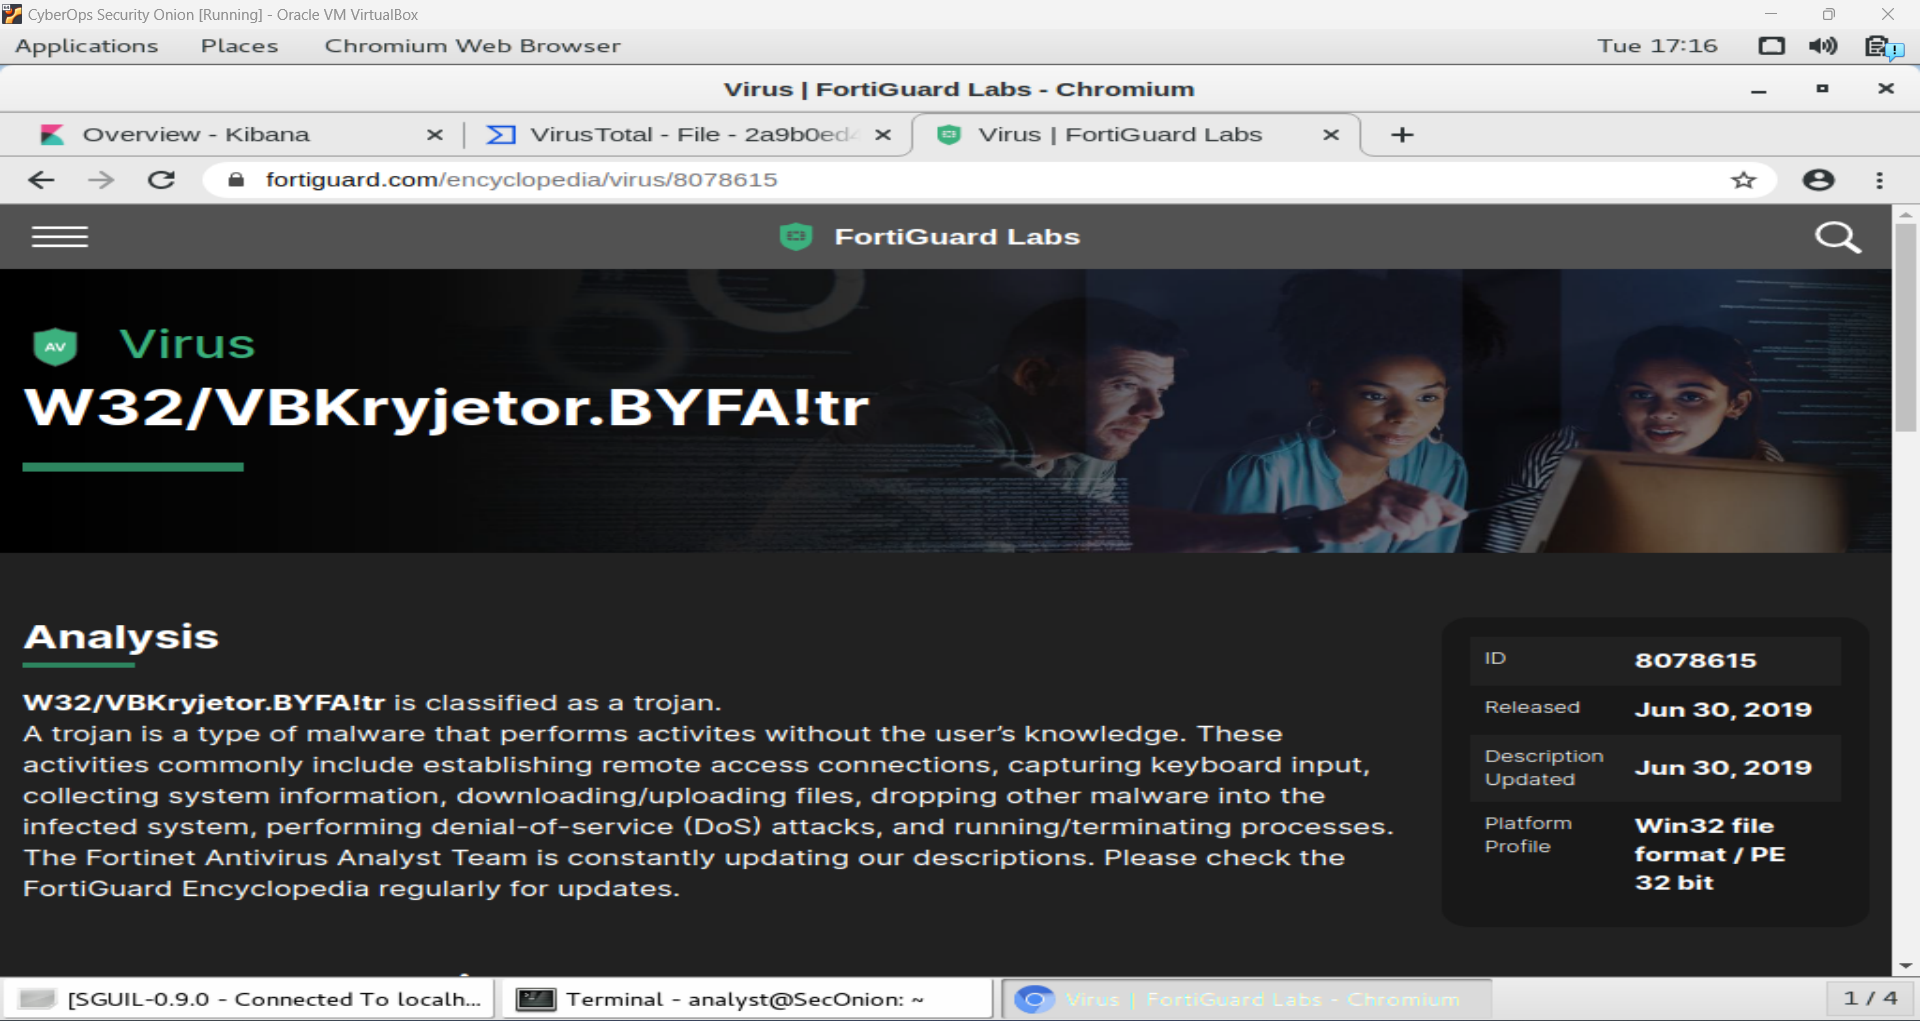 CyberOps Security Onion [Running] - Oracle VM VirtualBox
Applications Places Chromium Web Browser Tue 17:16
Virus | FortiGuard Labs - Chromium
Overview - Kibana VirusTotal - File - 2a9b0ed4 Virus | FortiGuard Labs
fortiguard.com/encyclopedia/virus/8078615
FortiGuard Labs
AV Virus
W32/VBKryjetor.BYFA!tr
Analysis
W32/VBKryjetor.BYFA!tr is classified as a trojan.
A trojan is a type of malware that performs activites without the user’s knowledge. These
activities commonly include establishing remote access connections, capturing keyboard input,
collecting system information, downloading/uploading files, dropping other malware into the
infected system, performing denial-of-service (DoS) attacks, and running/terminating processes.
The Fortinet Antivirus Analyst Team is constantly updating our descriptions. Please check the
FortiGuard Encyclopedia regularly for updates.
ID 8078615
Released Jun 30, 2019
Description
Updated
Jun 30, 2019
Platform
Profile
Win32 file
format / PE
32 bit
[SGUIL-0.9.0 - Connected To localh... Terminal - analyst@SecOnion: ~ Virus | FortiGuard Labs - Chromium 1 / 4